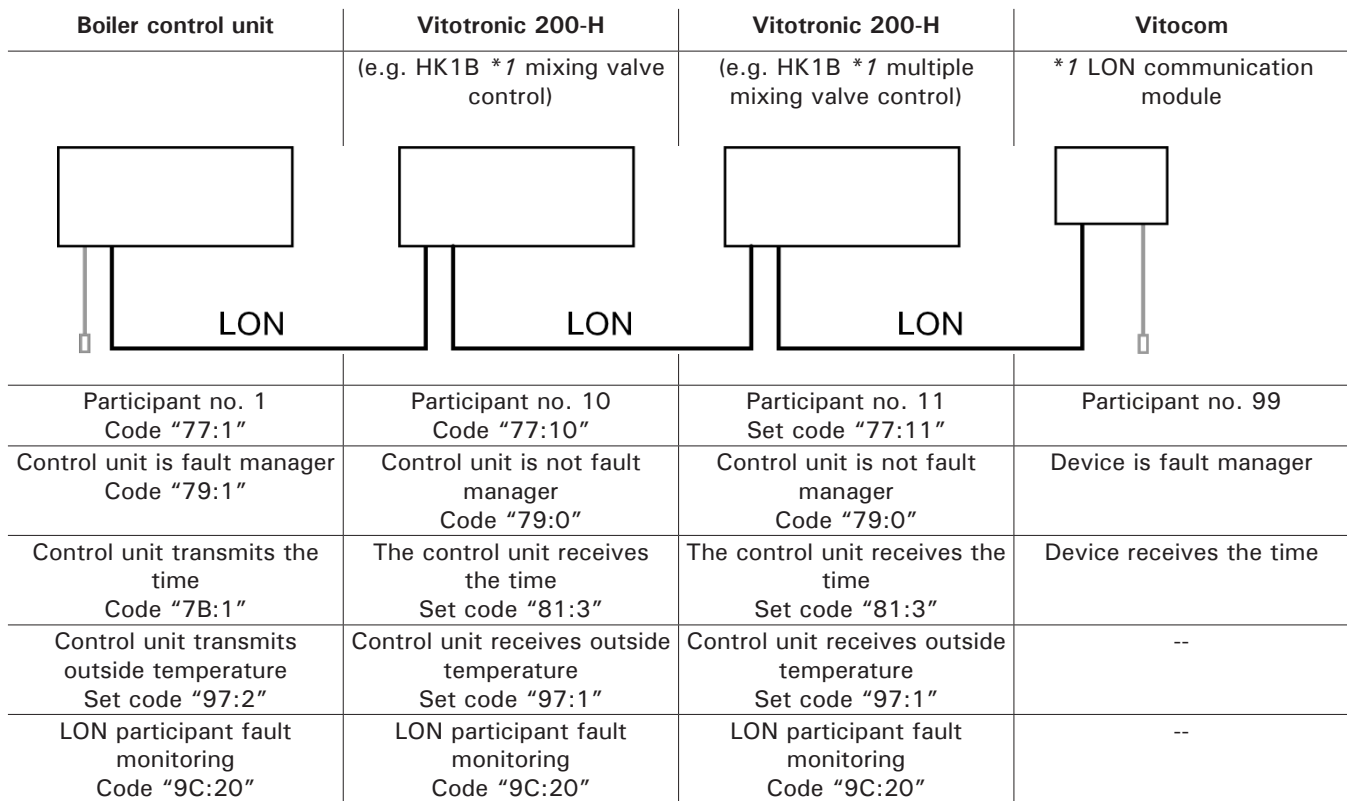 Boiler control unit
Vitotronic 200-H
Vitotronic 200-H
Vitocom
(e.g. HK1B *1 mixing valve
control)
(e.g. HK1B *1 multiple
mixing valve control)
*1 LON communication
module
LON
LON
LON
Participant no. 1
Code “77:1”
Participant no. 10
Code “77:10”
Participant no. 11
Set code “77:11”
Participant no. 99
Control unit is fault manager
Code “79:1”
Control unit is not fault
manager
Code “79:0”
Control unit is not fault
manager
Code “79:0”
Device is fault manager
Control unit transmits the
time
Code “7B:1”
The control unit receives
the time
Set code “81:3”
The control unit receives the
time
Set code “81:3”
Device receives the time
Control unit transmits
outside temperature
Set code “97:2”
Control unit receives outside
temperature
Set code “97:1”
Control unit receives outside
temperature
Set code “97:1”
--
LON participant fault
monitoring
Code “9C:20”
LON participant fault
monitoring
Code “9C:20”
LON participant fault
monitoring
Code “9C:20”
--